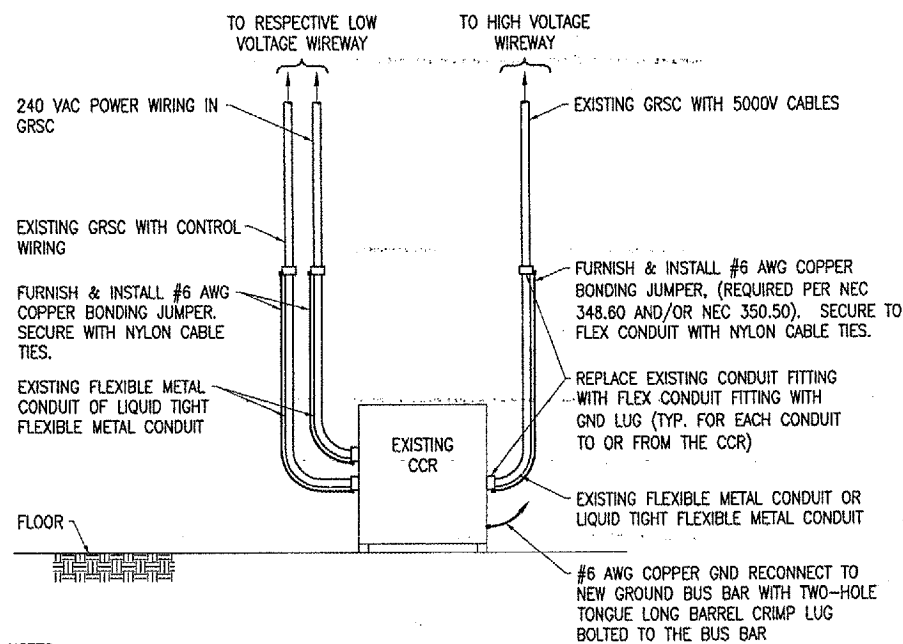 TO RESPECTIVE LOW
VOLTAGE WIREWAY
TO HIGH VOLTAGE
WIREWAY
240 VAC POWER WIRING IN
GRSC
EXISTING GRSC WITH 5000V CABLES
EXISTING GRSC WITH CONTROL
WIRING
FURNISH & INSTALL #6 AWG
COPPER BONDING JUMPER.
SECURE WITH NYLON CABLE
TIES.
FURNISH & INSTALL #6 AWG COPPER
BONDING JUMPER, (REQUIRED PER NEC
348.60 AND/OR NEC 350.50). SECURE TO
FLEX CONDUIT WITH NYLON CABLE TIES.
EXISTING FLEXIBLE METAL
CONDUIT OF LIQUID TIGHT
FLEXIBLE METAL CONDUIT
REPLACE EXISTING CONDUIT FITTING
WITH FLEX CONDUIT FITTING WITH
GND LUG (TYP. FOR EACH CONDUIT
TO OR FROM THE CCR)
EXISTING
CCR
EXISTING FLEXIBLE METAL CONDUIT OR
LIQUID TIGHT FLEXIBLE METAL CONDUIT
FLOOR
#6 AWG COPPER GND RECONNECT TO
NEW GROUND BUS BAR WITH TWO-HOLE
TONGUE LONG BARREL CRIMP LUG
BOLTED TO THE BUS BAR